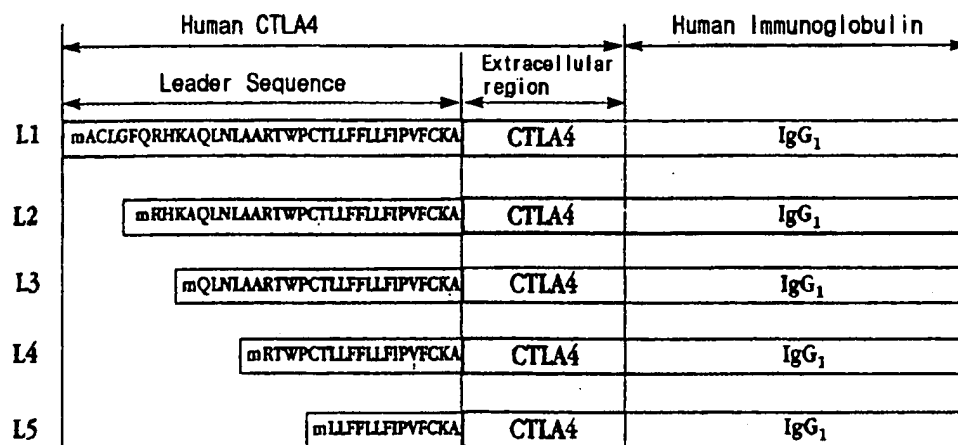 Human CTLA4 Human Immunoglobulin
Leader Sequence Extracellular region
L1 mACLGFQRHKAQLNLAARTWPCTLLFFLLFIPVFCKA CTLA4 IgG₁
L2 mRHKAQLNLAARTWPCTLLFFLLFIPVFCKA CTLA4 IgG₁
L3 mQLNLAARTWPCTLLFFLLFIPVFCKA CTLA4 IgG₁
L4 mRTWPCTLLFFLLFIPVFCKA CTLA4 IgG₁
L5 mLLFFLLFIPVFCKA CTLA4 IgG₁